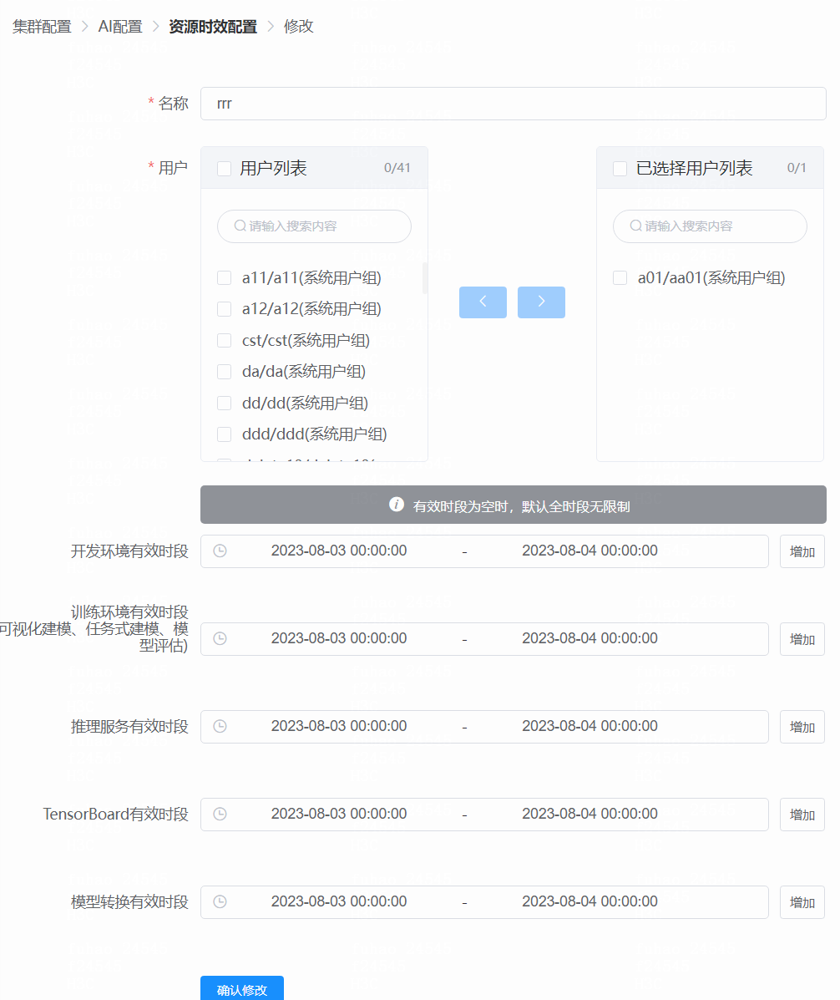 集群配置 > AI配置 > 资源时效配置 > 修改
* 名称 rrr
* 用户
用户列表 0/41
请输入搜索内容
a11/a11(系统用户组)
a12/a12(系统用户组)
cst/cst(系统用户组)
da/da(系统用户组)
dd/dd(系统用户组)
ddd/ddd(系统用户组)
已选择用户列表 0/1
请输入搜索内容
a01/aa01(系统用户组)
有效时段为空时，默认全时段无限制
开发环境有效时段 2023-08-03 00:00:00 - 2023-08-04 00:00:00 增加
训练环境有效时段
可视化建模、任务式建模、模
型评估)
2023-08-03 00:00:00 - 2023-08-04 00:00:00 增加
推理服务有效时段 2023-08-03 00:00:00 - 2023-08-04 00:00:00 增加
TensorBoard有效时段 2023-08-03 00:00:00 - 2023-08-04 00:00:00 增加
模型转换有效时段 2023-08-03 00:00:00 - 2023-08-04 00:00:00 增加
确认修改